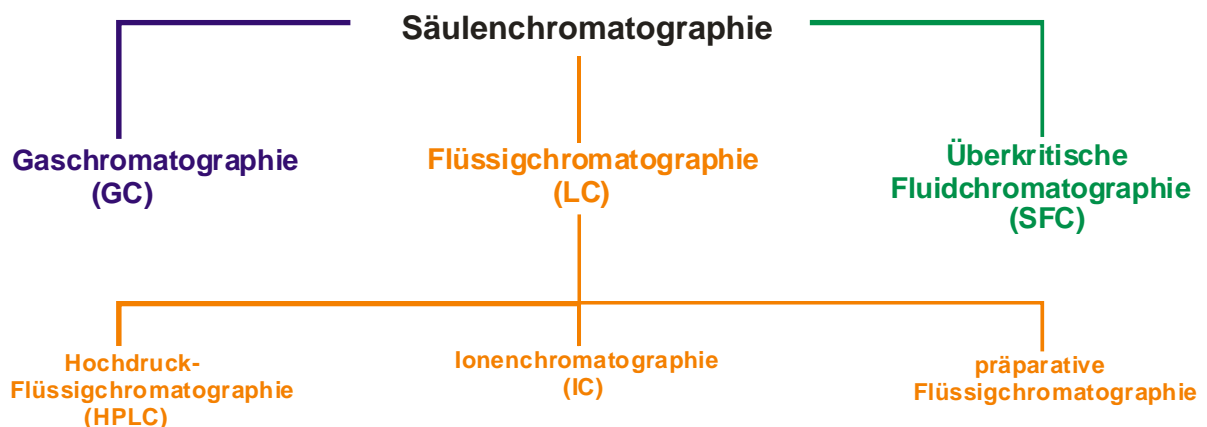 Säulenchromatographie
Gaschromatographie
(GC)
Flüssigchromatographie
(LC)
Überkritische
Fluidchromatographie
(SFC)
Hochdruck-
Flüssigchromatographie
(HPLC)
Ionenchromatographie
(IC)
präparative
Flüssigchromatographie